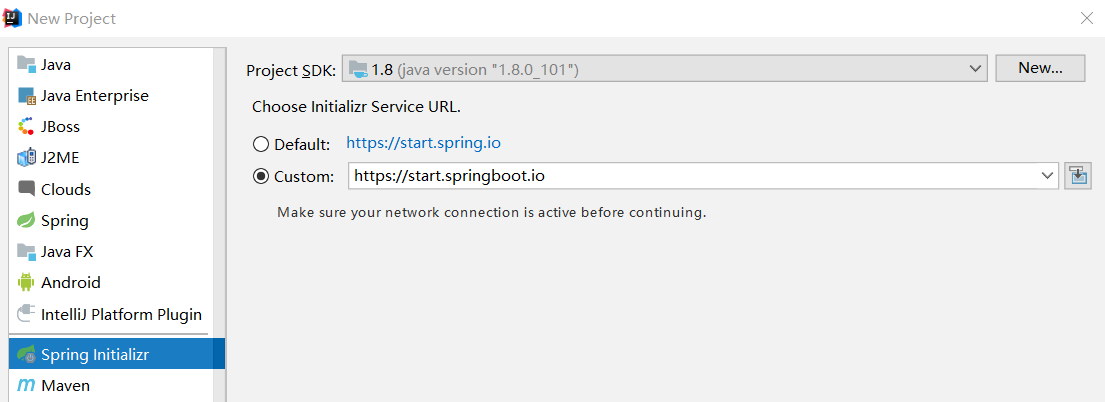 New Project
Java
Java Enterprise
JBoss
J2ME
Clouds
Spring
Java FX
Android
IntelliJ Platform Plugin
Spring Initializr
Maven
Project SDK: 1.8 (java version "1.8.0_101") New...
Choose Initializr Service URL.
Default: https://start.spring.io
Custom: https://start.springboot.io
Make sure your network connection is active before continuing.